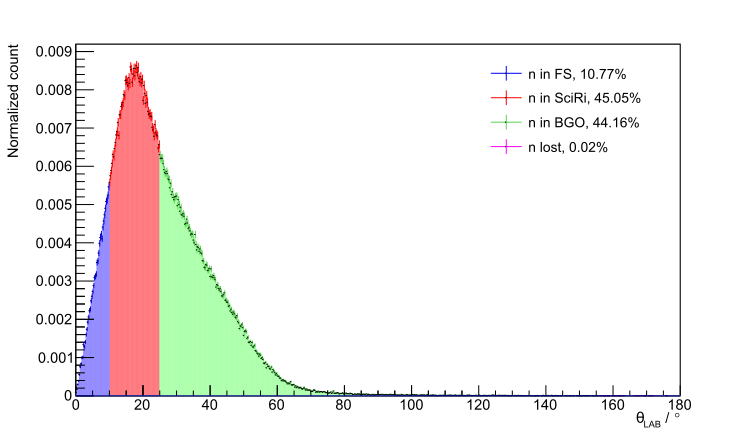 Normalized count
0.009
0.008
0.007
0.006
0.005
0.004
0.003
0.002
0.001
0
n in FS, 10.77%
n in SciRi, 45.05%
n in BGO, 44.16%
n lost, 0.02%
0 20 40 60 80 100 120 140 160 180
θLAB / °